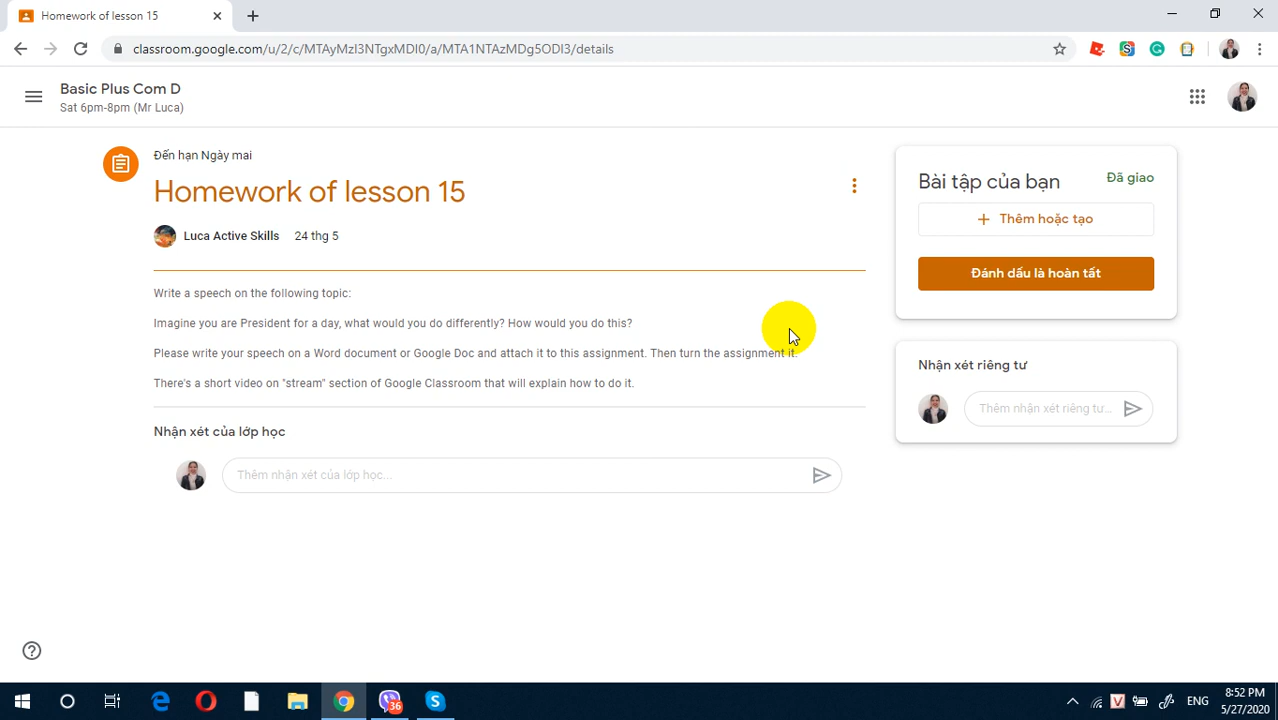 Homework of lesson 15
classroom.google.com/u/2/c/MTAyMzI3NTgxMDI0/a/MTA1NTAzMDg5ODI3/details
Basic Plus Com D
Sat 6pm-8pm (Mr Luca)
Đến hạn Ngày mai
Homework of lesson 15
Luca Active Skills 24 thg 5
Write a speech on the following topic:
Imagine you are President for a day, what would you do differently? How would you do this?
Please write your speech on a Word document or Google Doc and attach it to this assignment. Then turn the assignment it.
There's a short video on "stream" section of Google Classroom that will explain how to do it.
Nhận xét của lớp học
Thêm nhận xét của lớp học...
Bài tập của bạn
Đã giao
+ Thêm hoặc tạo
Đánh dấu là hoàn tất
Nhận xét riêng tư
Thêm nhận xét riêng tư...
36
ENG
8:52 PM
5/27/2020